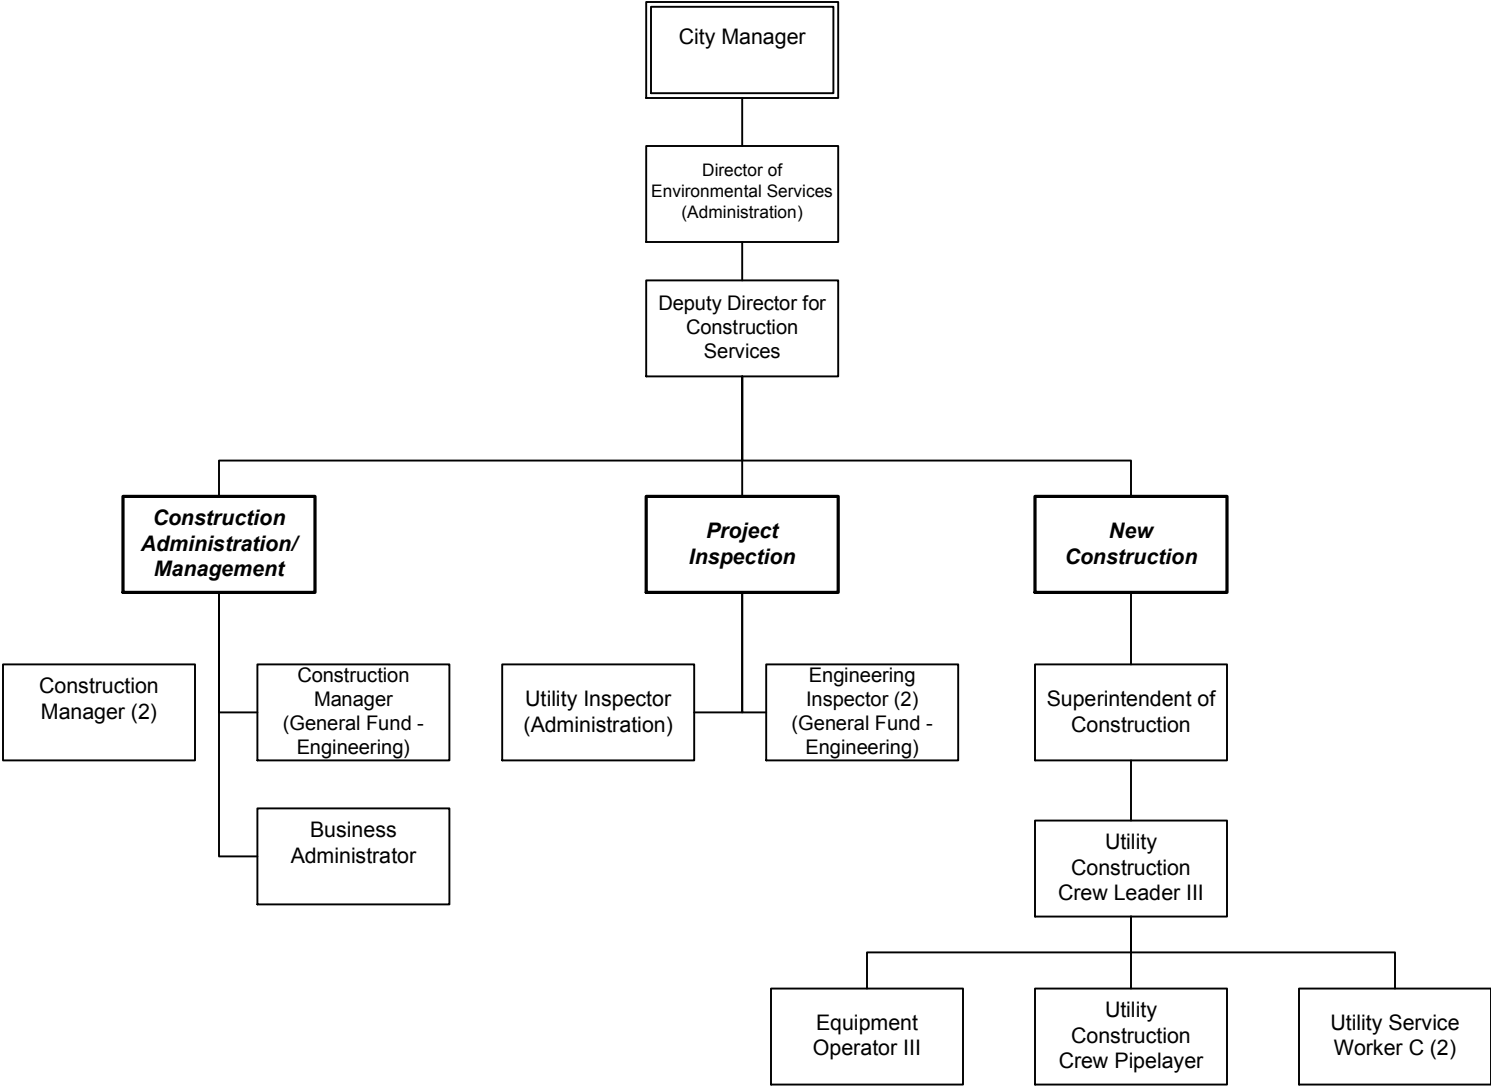 City Manager
Director of
Environmental Services
(Administration)
Deputy Director for
Construction
Services
Construction
Administration/
Management
Project
Inspection
New
Construction
Construction
Manager (2)
Construction
Manager
(General Fund -
Engineering)
Utility Inspector
(Administration)
Engineering
Inspector (2)
(General Fund -
Engineering)
Superintendent of
Construction
Business
Administrator
Utility
Construction
Crew Leader III
Equipment
Operator III
Utility
Construction
Crew Pipelayer
Utility Service
Worker C (2)